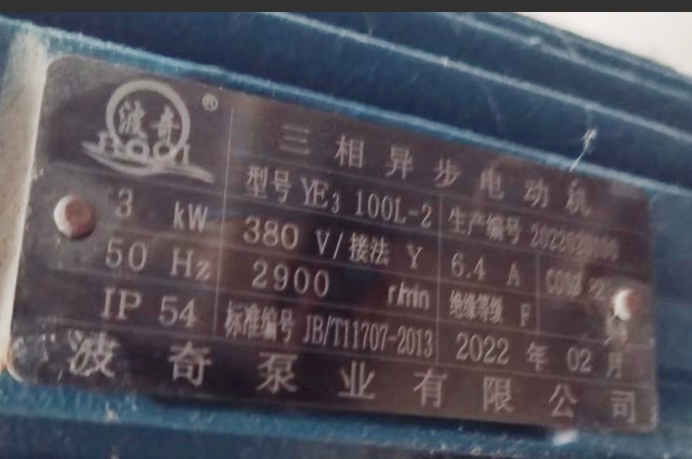 波奇 ®
BOQI
三相异步电动机
型号 YE3 100L-2 生产编号
3 kW 380 V/接法 Y 6.4 A
50 Hz 2900 r/min 绝缘等级 F
IP 54 标准编号 JB/T11707-2013 2022 年 02 月
波奇泵业有限公司